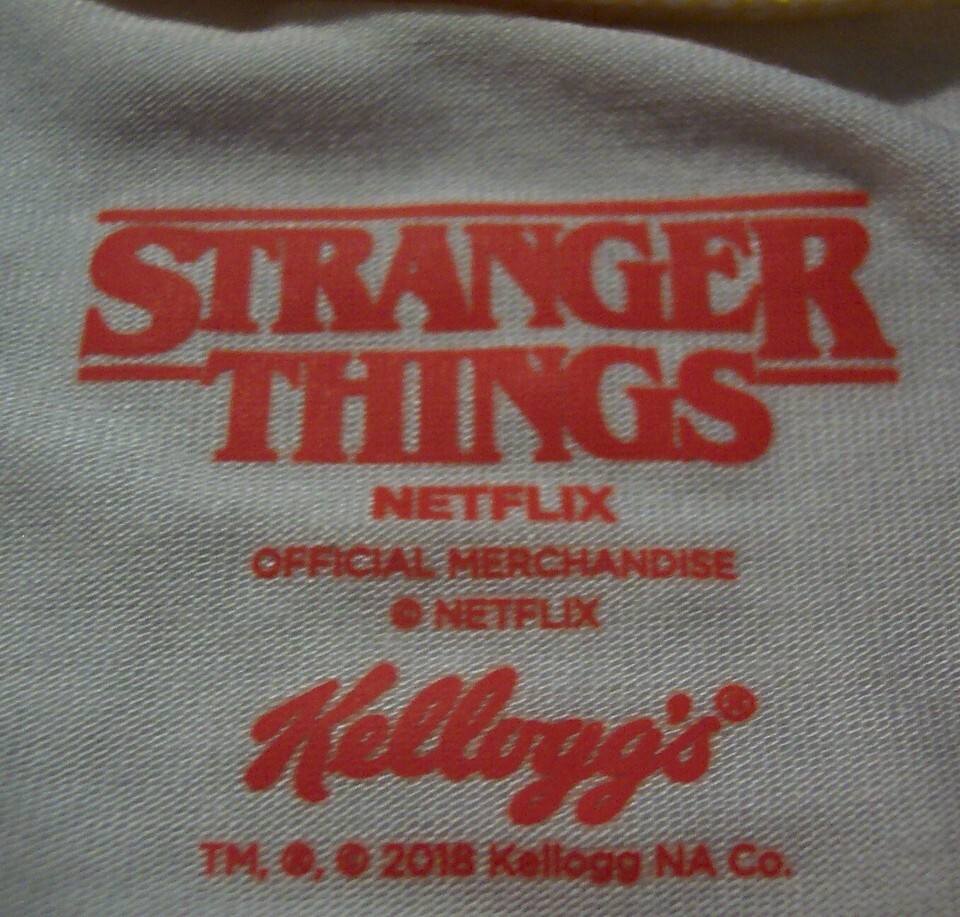 STRANGER
THINGS
NETFLIX
OFFICIAL MERCHANDISE
© NETFLIX
Kellogg's®
TM, ®, © 2018 Kellogg NA Co.